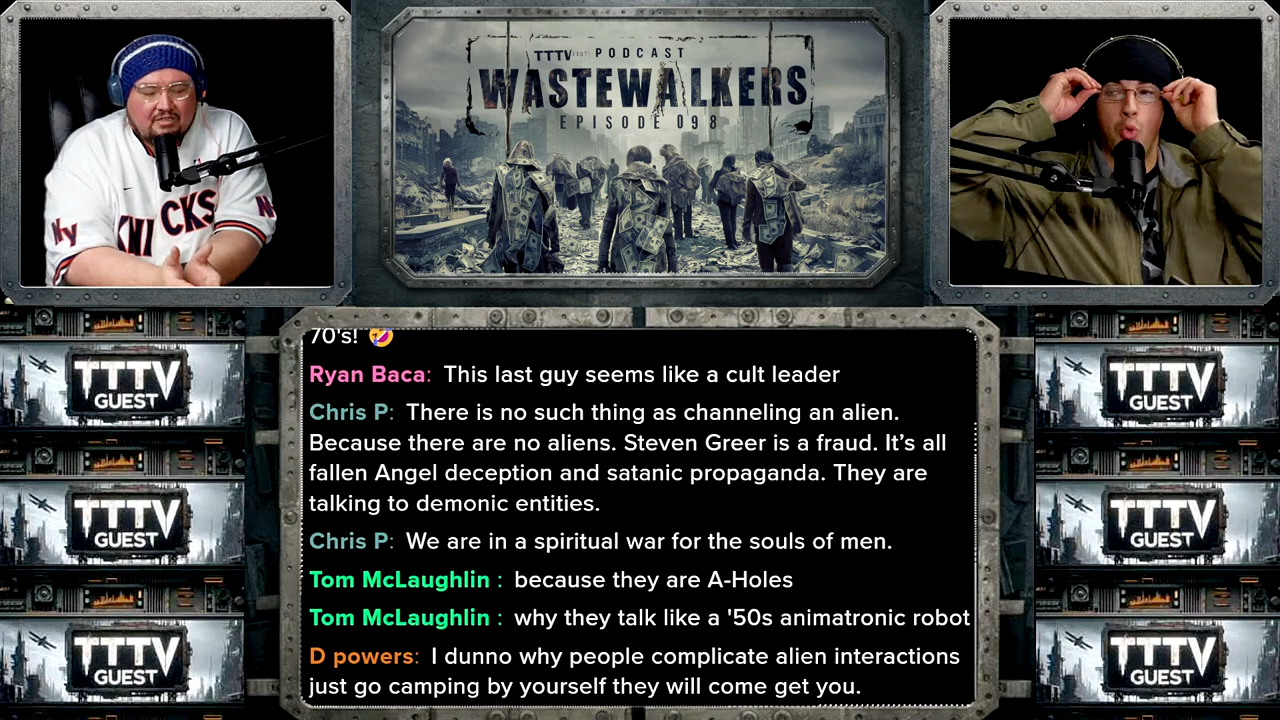 TTTV PODCAST
WASTEWALKERS
EPISODE 098
NY
KNICKS
N
70's! 🤣
Ryan Baca: This last guy seems like a cult leader
Chris P: There is no such thing as channeling an alien.
Because there are no aliens. Steven Greer is a fraud. It’s all
fallen Angel deception and satanic propaganda. They are
talking to demonic entities.
Chris P: We are in a spiritual war for the souls of men.
Tom McLaughlin : because they are A-Holes
Tom McLaughlin : why they talk like a '50s animatronic robot
D powers: I dunno why people complicate alien interactions
just go camping by yourself they will come get you.
TTTV
GUEST
TTTV
GUEST
TTTV
GUEST
TTTV
GUEST
TTTV
GUEST
TTTV
GUEST